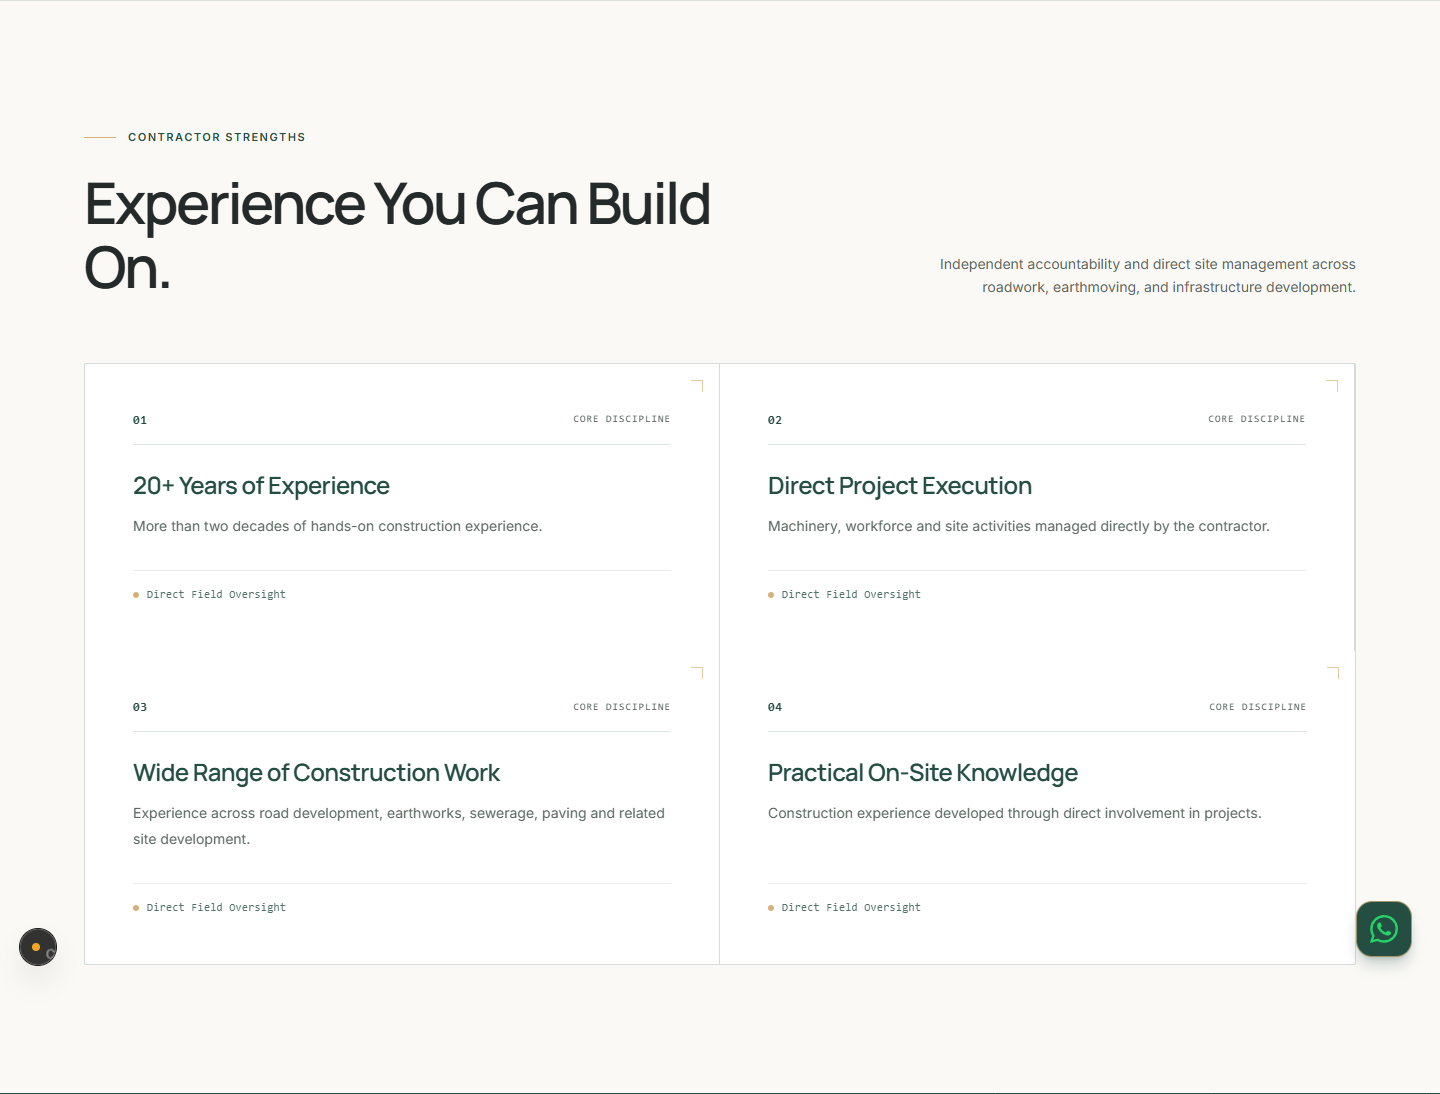 CONTRACTOR STRENGTHS
Experience You Can Build
On.
Independent accountability and direct site management across
roadwork, earthmoving, and infrastructure development.
01
CORE DISCIPLINE
20+ Years of Experience
More than two decades of hands-on construction experience.
Direct Field Oversight
02
CORE DISCIPLINE
Direct Project Execution
Machinery, workforce and site activities managed directly by the contractor.
Direct Field Oversight
03
CORE DISCIPLINE
Wide Range of Construction Work
Experience across road development, earthworks, sewerage, paving and related
site development.
Direct Field Oversight
04
CORE DISCIPLINE
Practical On-Site Knowledge
Construction experience developed through direct involvement in projects.
Direct Field Oversight